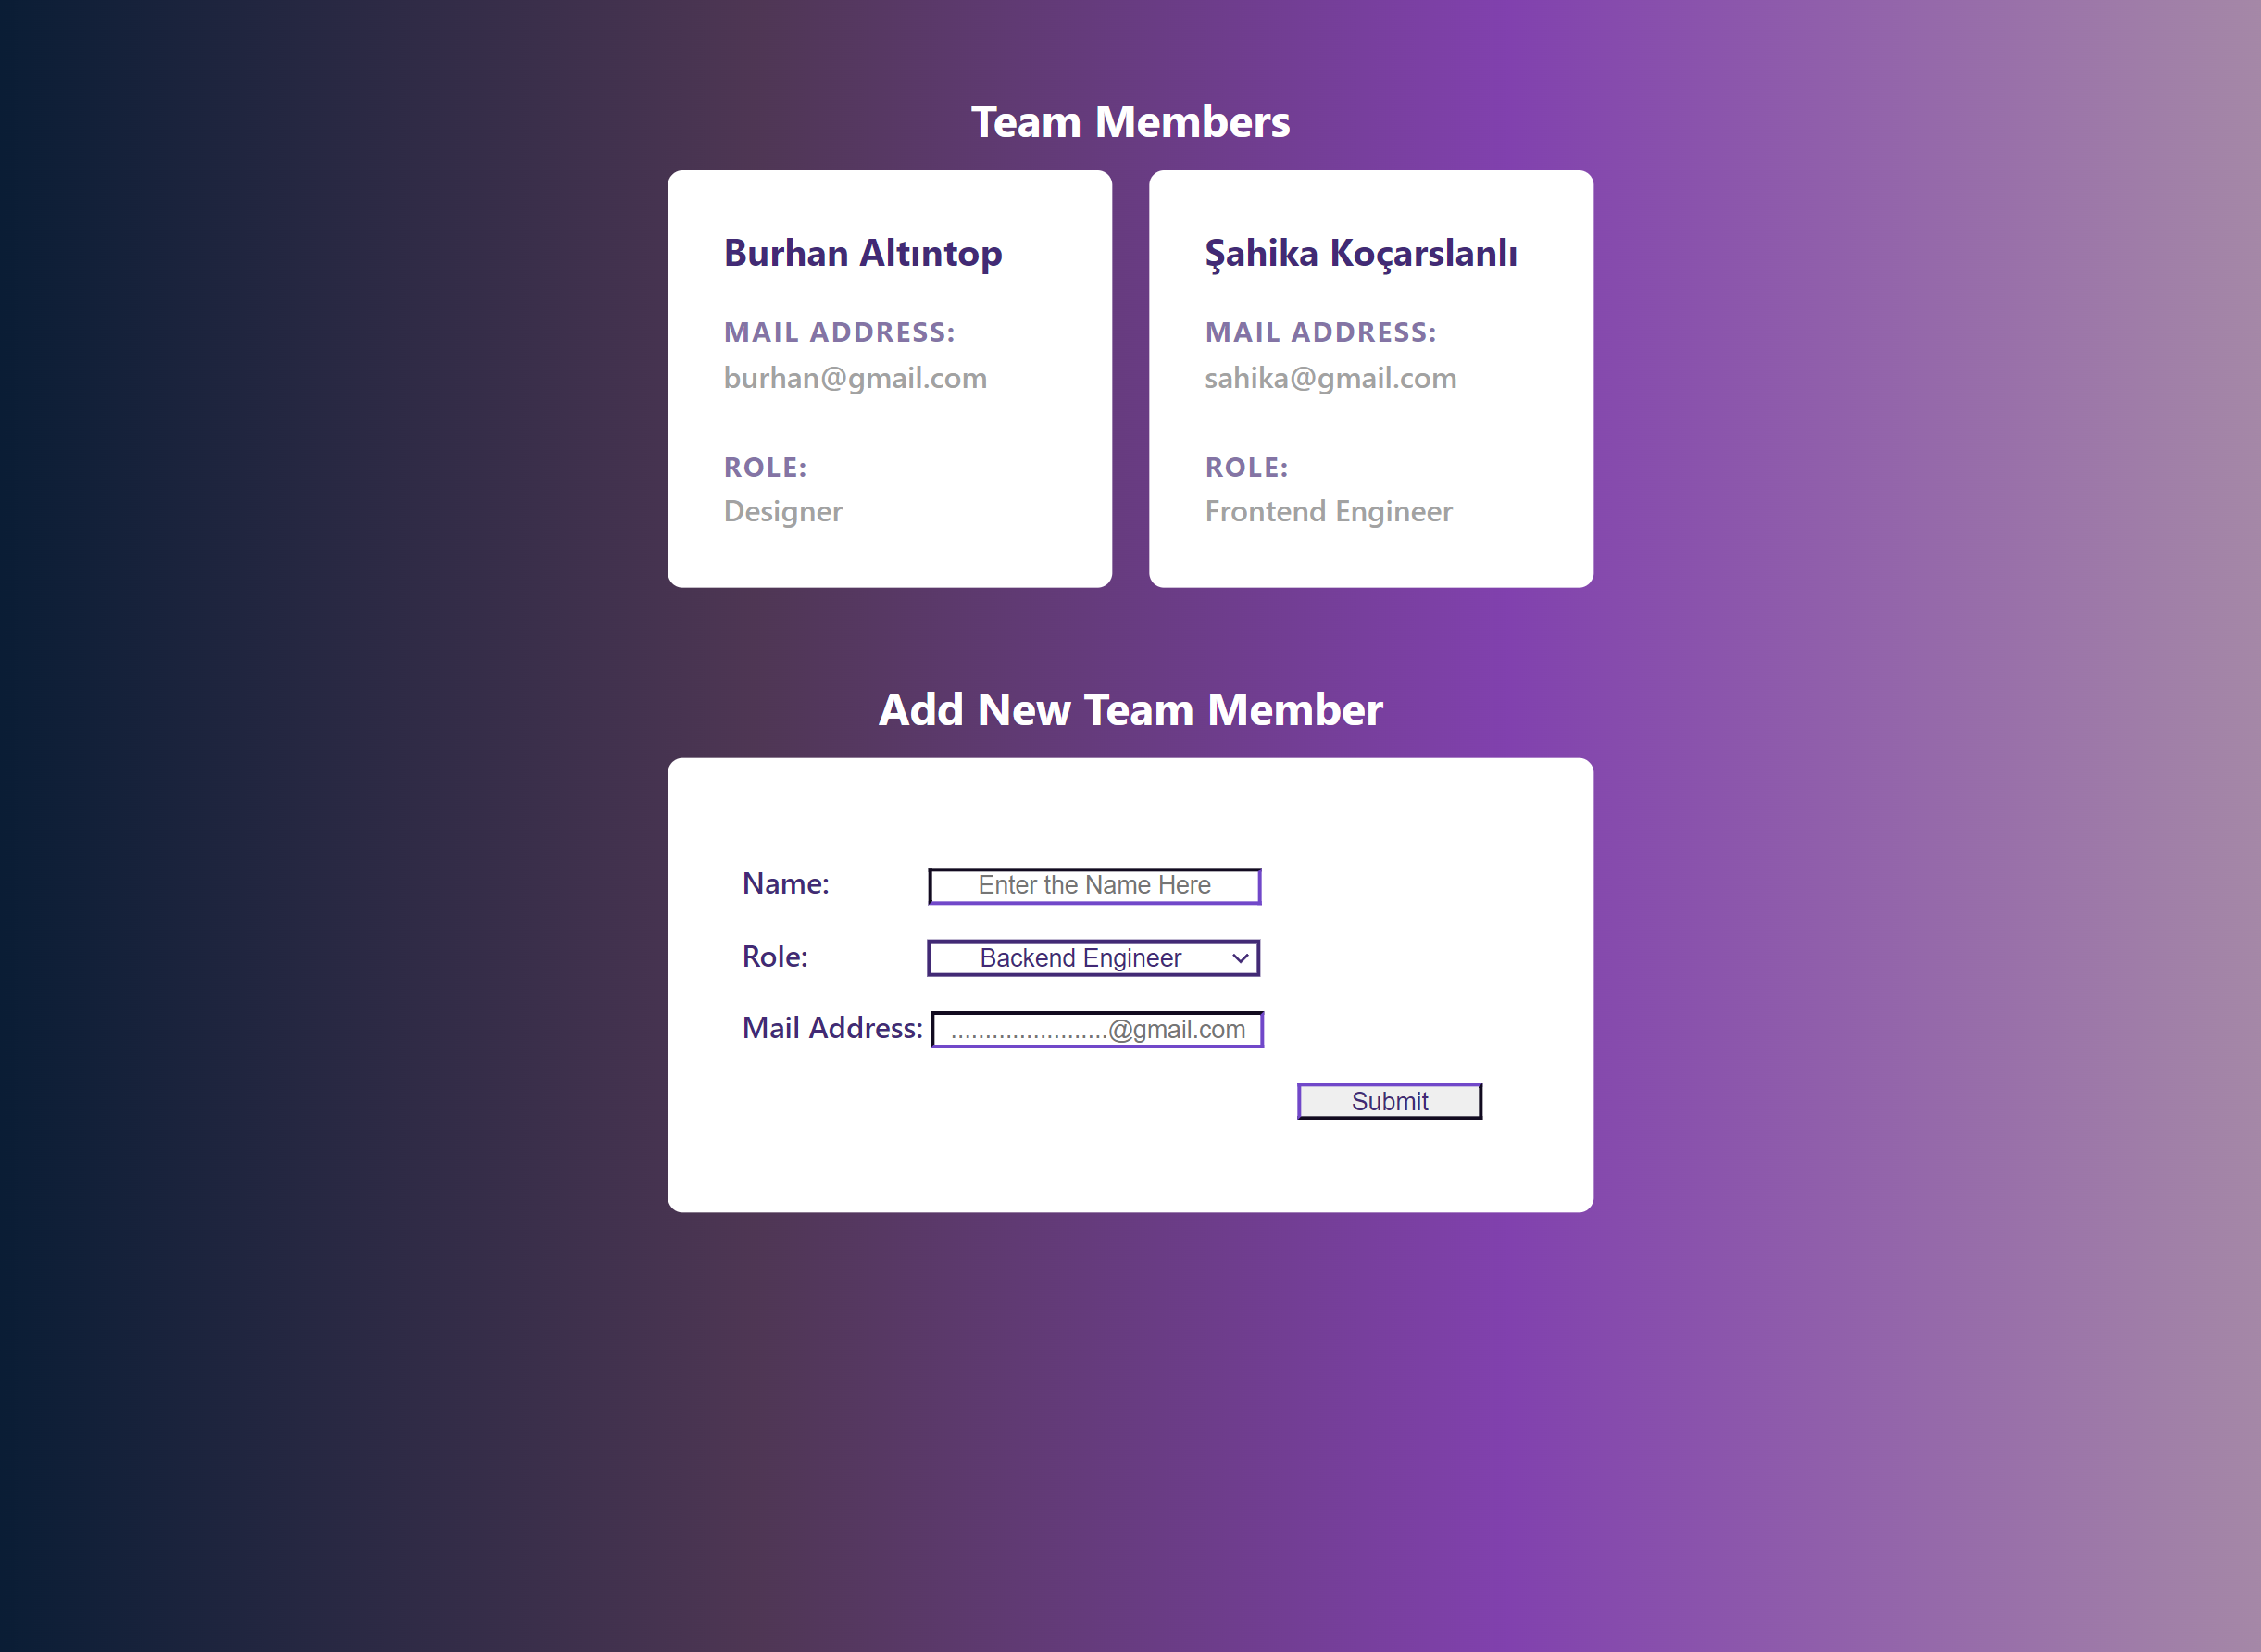 Team Members
Burhan Altıntop
MAIL ADDRESS:
burhan@gmail.com
ROLE:
Designer
Şahika Koçarslanlı
MAIL ADDRESS:
sahika@gmail.com
ROLE:
Frontend Engineer
Add New Team Member
Name: Enter the Name Here
Role: Backend Engineer
Mail Address: .......................@gmail.com
Submit